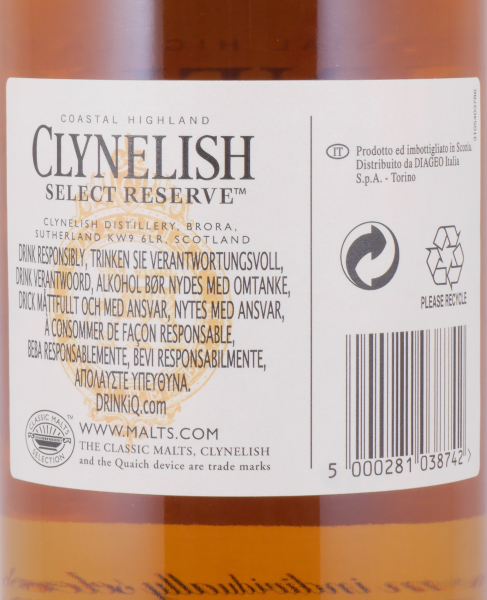 COASTAL HIGHLAND
CLYNELISH
SELECT RESERVE™
CLYNELISH DISTILLERY, BRORA,
SUTHERLAND KW9 6LR, SCOTLAND
DRINK RESPONSIBLY, TRINKEN SIE VERANTWORTUNGSVOLL,
DRINK VERANTWOORD, ALKOHOL BØR NYDES MED OMTANKE,
DRICK MÅTTFULLT OCH MED ANSVAR, NYTES MED ANSVAR,
À CONSOMMER DE FAÇON RESPONSABLE,
BEBA RESPONSABLEMENTE, BEVI RESPONSABILMENTE,
ΑΠΟΛΑΥΣΤΕ ΥΠΕΥΘΥΝΑ.
DRINKiQ.com
CLASSIC MALTS
SELECTION
™
WWW.MALTS.COM
THE CLASSIC MALTS, CLYNELISH
and the Quaich device are trade marks
IT Prodotto ed imbottigliato in Scotia.
Distribuito da DIAGEO Italia
S.p.A. - Torino
PLEASE RECYCLE
5 000281 038742 >
individually